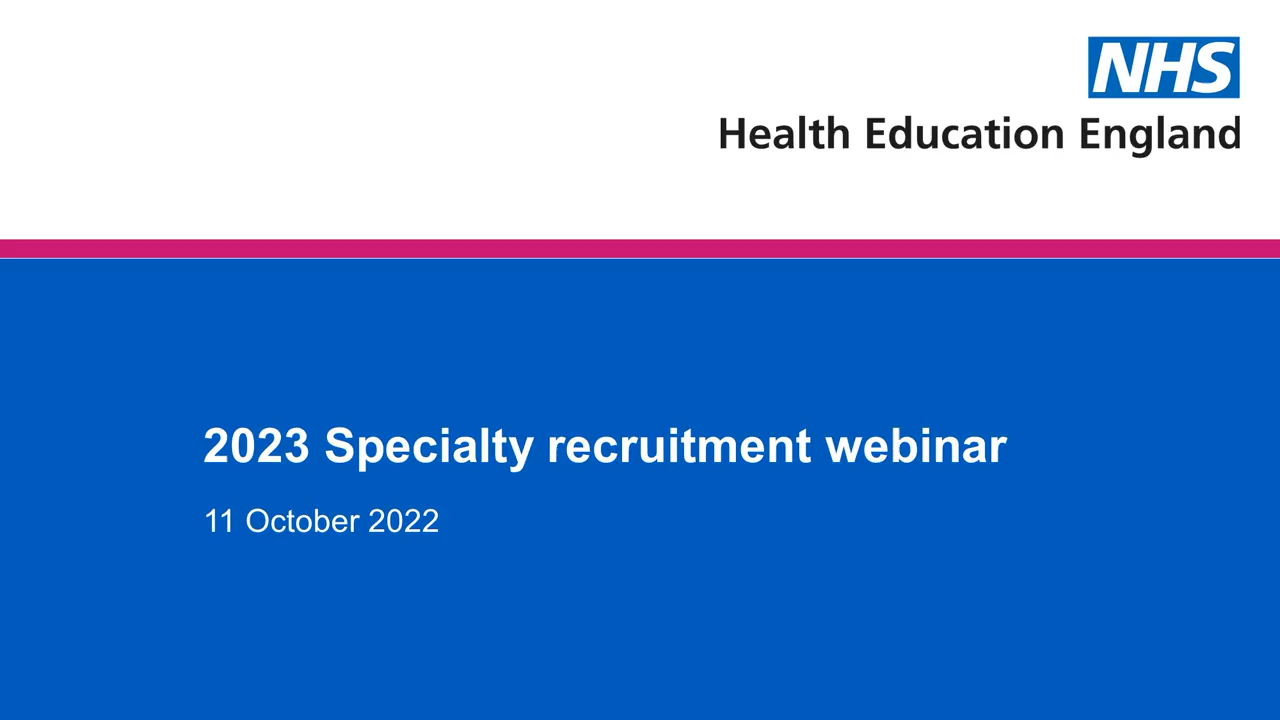 NHS
Health Education England
2023 Specialty recruitment webinar
11 October 2022